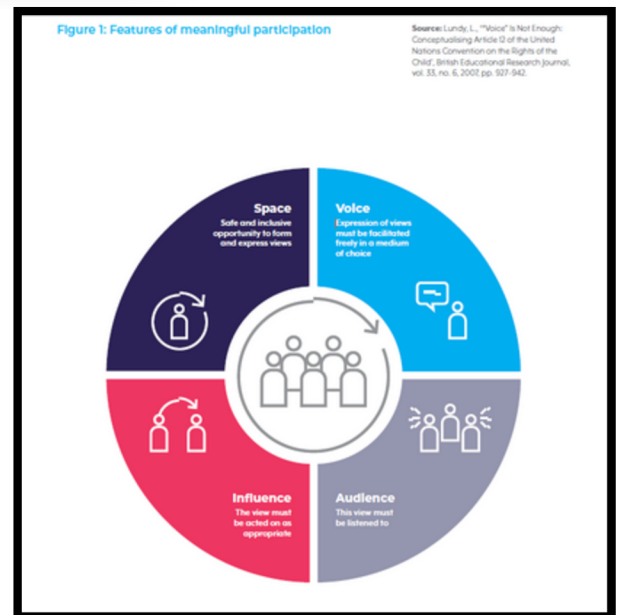 Figure 1: Features of meaningful participation
Source: Lundy, L., '"Voice" Is Not Enough:
Conceptualising Article 12 of the United
Nations Convention on the Rights of the
Child', British Educational Research Journal,
vol. 33, no. 6, 2007, pp. 927-942.
Space
Safe and inclusive
opportunity to form
and express views
Voice
Expression of views
must be facilitated
freely in a medium
of choice
Influence
The view must
be acted on as
appropriate
Audience
This view must
be listened to